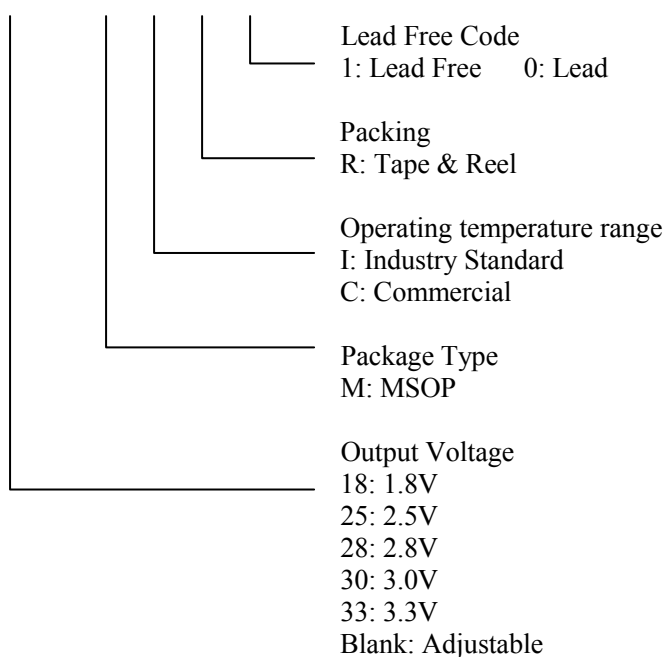 Lead Free Code
1: Lead Free 0: Lead
Packing
R: Tape & Reel
Operating temperature range
I: Industry Standard
C: Commercial
Package Type
M: MSOP
Output Voltage
18: 1.8V
25: 2.5V
28: 2.8V
30: 3.0V
33: 3.3V
Blank: Adjustable